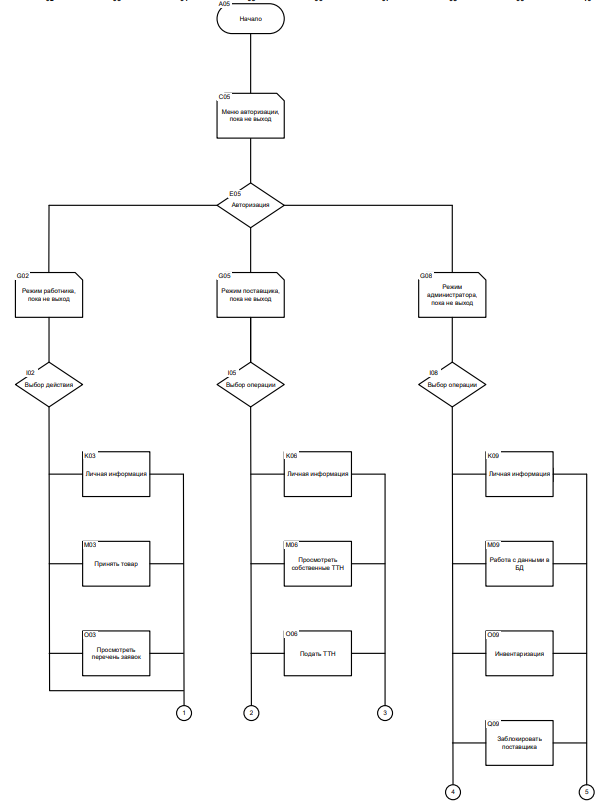 A05
Начало
C05
Меню авторизации,
пока не выход
E05
Авторизация
G02
Режим работника,
пока не выход
G05
Режим поставщика,
пока не выход
G08
Режим
администратора,
пока не выход
I02
Выбор действия
I05
Выбор операции
I08
Выбор операции
K03
Личная информация
K06
Личная информация
K09
Личная информация
M03
Принять товар
M06
Просмотреть
собственные ТТН
M09
Работа с данными в
БД
O03
Просмотреть
перечень заявок
O06
Подать ТТН
O09
Инвентаризация
1
2
3
Q09
Заблокировать
поставщика
4
5